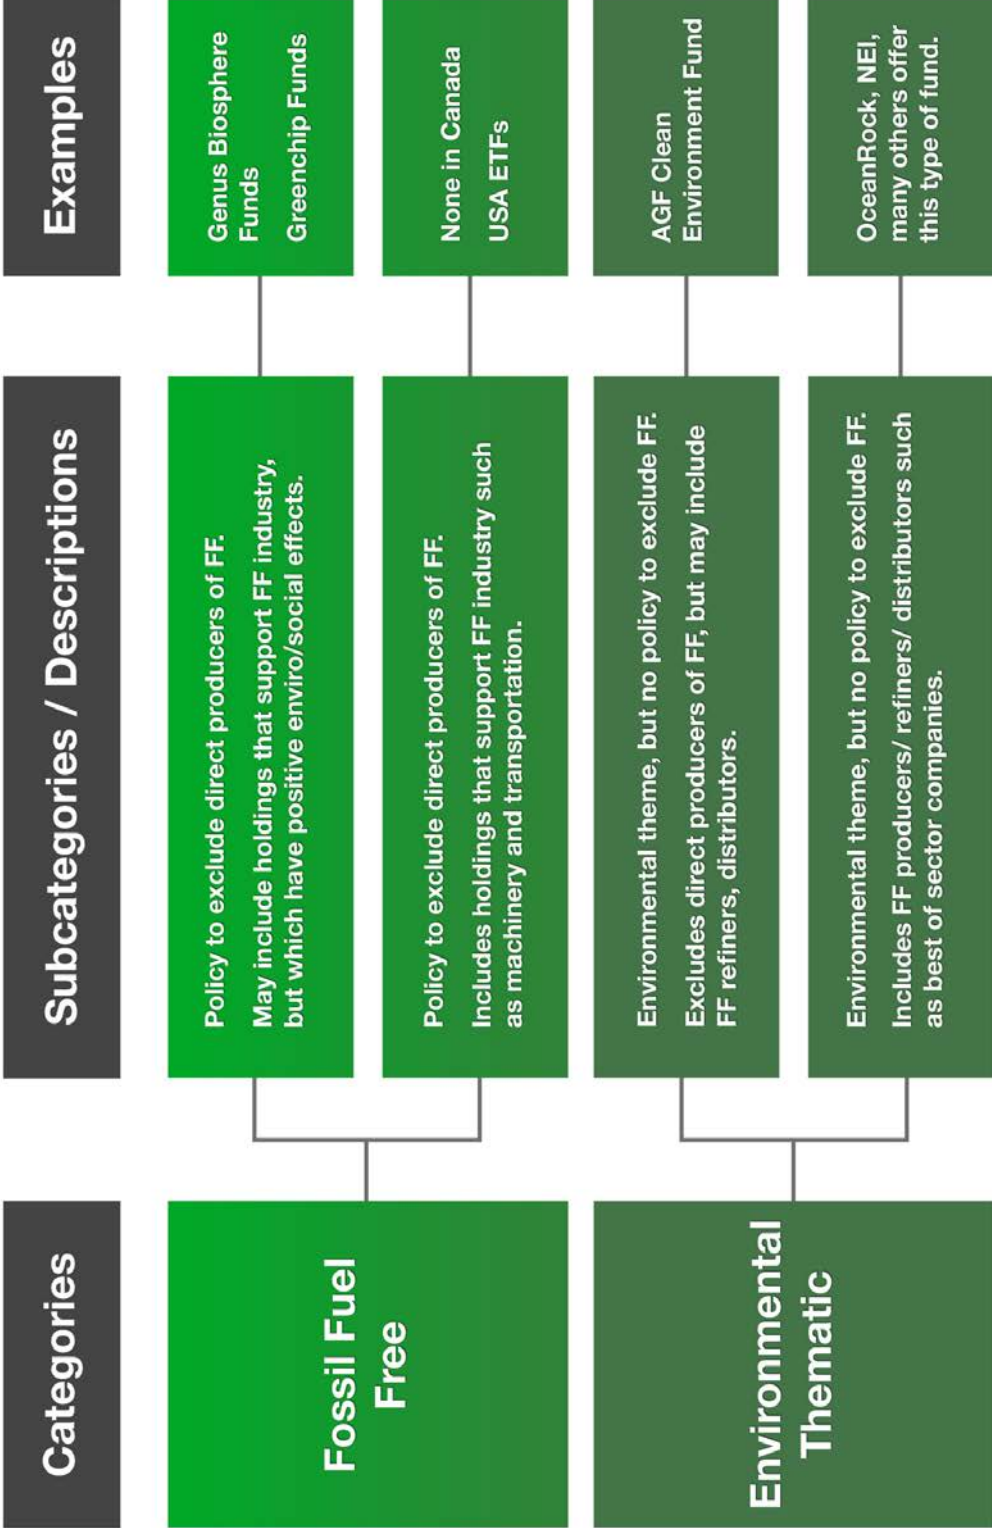 Categories
Subcategories / Descriptions
Examples
Fossil Fuel
Free
Policy to exclude direct producers of FF.
May include holdings that support FF industry,
but which have positive enviro/social effects.
Genus Biosphere
Funds
Greenchip Funds
Policy to exclude direct producers of FF.
Includes holdings that support FF industry such
as machinery and transportation.
None in Canada
USA ETFs
Environmental
Thematic
Environmental theme, but no policy to exclude FF.
Excludes direct producers of FF, but may include
FF refiners, distributors.
AGF Clean
Environment Fund
Environmental theme, but no policy to exclude FF.
Includes FF producers/ refiners/ distributors such
as best of sector companies.
OceanRock, NEI,
many others offer
this type of fund.